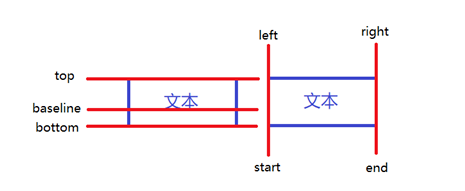 left
right
top
文本
文本
baseline
bottom
start
end